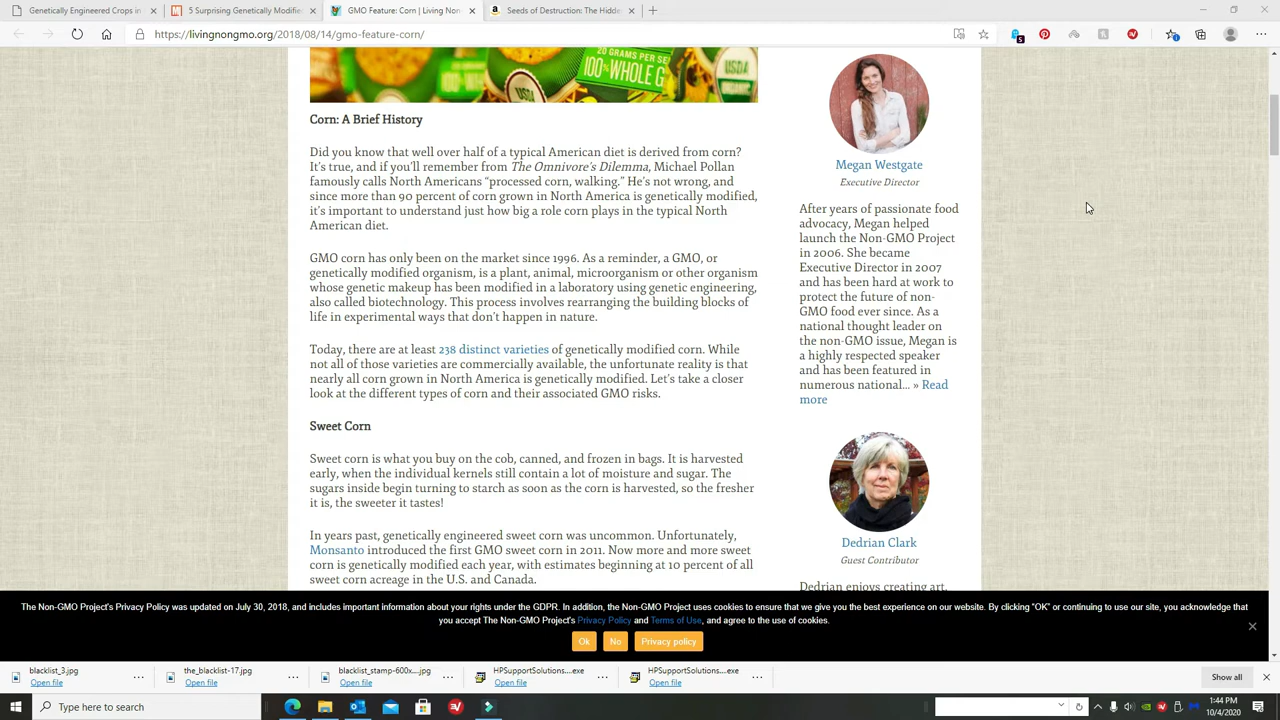 Genetically Engineered Crops in
5 Surprising Genetically Modifie
GMO Feature: Corn | Living Non
Seeds of Destruction: The Hidde
https://livingnongmo.org/2018/08/14/gmo-feature-corn/
20 GRAMS PER SE
100% WHOLE G
USDA
USDA
ORGANIC
Corn: A Brief History
Did you know that well over half of a typical American diet is derived from corn?
It's true, and if you'll remember from The Omnivore's Dilemma, Michael Pollan
famously calls North Americans “processed corn, walking.” He's not wrong, and
since more than 90 percent of corn grown in North America is genetically modified,
it's important to understand just how big a role corn plays in the typical North
American diet.
GMO corn has only been on the market since 1996. As a reminder, a GMO, or
genetically modified organism, is a plant, animal, microorganism or other organism
whose genetic makeup has been modified in a laboratory using genetic engineering,
also called biotechnology. This process involves rearranging the building blocks of
life in experimental ways that don't happen in nature.
Today, there are at least 238 distinct varieties of genetically modified corn. While
not all of those varieties are commercially available, the unfortunate reality is that
nearly all corn grown in North America is genetically modified. Let's take a closer
look at the different types of corn and their associated GMO risks.
Sweet Corn
Sweet corn is what you buy on the cob, canned, and frozen in bags. It is harvested
early, when the individual kernels still contain a lot of moisture and sugar. The
sugars inside begin turning to starch as soon as the corn is harvested, so the fresher
it is, the sweeter it tastes!
In years past, genetically engineered sweet corn was uncommon. Unfortunately,
Monsanto introduced the first GMO sweet corn in 2011. Now more and more sweet
corn is genetically modified each year, with estimates beginning at 10 percent of all
sweet corn acreage in the U.S. and Canada.
Megan Westgate
Executive Director
After years of passionate food
advocacy, Megan helped
launch the Non-GMO Project
in 2006. She became
Executive Director in 2007
and has been hard at work to
protect the future of non-
GMO food ever since. As a
national thought leader on
the non-GMO issue, Megan is
a highly respected speaker
and has been featured in
numerous national... » Read
more
Dedrian Clark
Guest Contributor
Dedrian enjoys creating art,
The Non-GMO Project's Privacy Policy was updated on July 30, 2018, and includes important information about your rights under the GDPR. In addition, the Non-GMO Project uses cookies to ensure that we give you the best experience on our website. By clicking "OK" or continuing to use our site, you acknowledge that
you accept The Non-GMO Project's Privacy Policy and Terms of Use, and agree to the use of cookies.
Ok No Privacy policy
blacklist_3.jpg
Open file
the_blacklist-17.jpg
Open file
blacklist_stamp-600x....jpg
Open file
HPSupportSolutions....exe
Open file
HPSupportSolutions....exe
Open file
Show all
Type here to search
1:44 PM
10/4/2020